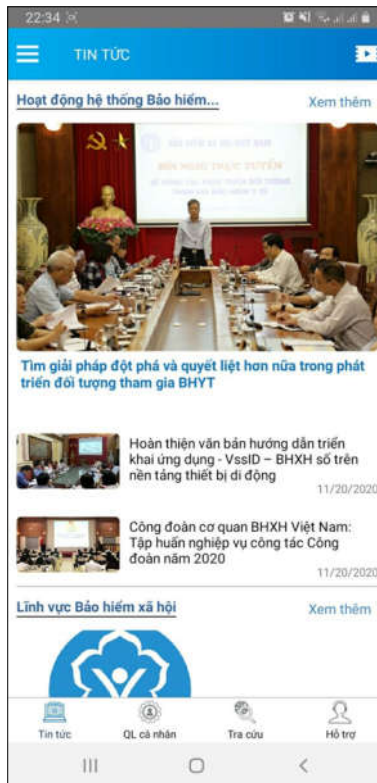 22:34
TIN TỨC
Hoạt động hệ thống Bảo hiểm...
Xem thêm
HỘI NGHỊ TRỰC TUYẾN
Tìm giải pháp đột phá và quyết liệt hơn nữa trong phát
triển đối tượng tham gia BHYT
Hoàn thiện văn bản hướng dẫn triển
khai ứng dụng - VssID – BHXH số trên
nền tảng thiết bị di động
11/20/2020
Công đoàn cơ quan BHXH Việt Nam:
Tập huấn nghiệp vụ công tác Công
đoàn năm 2020
11/20/2020
Lĩnh vực Bảo hiểm xã hội
Xem thêm
Tin tức
QL cá nhân
Tra cứu
Hỗ trợ